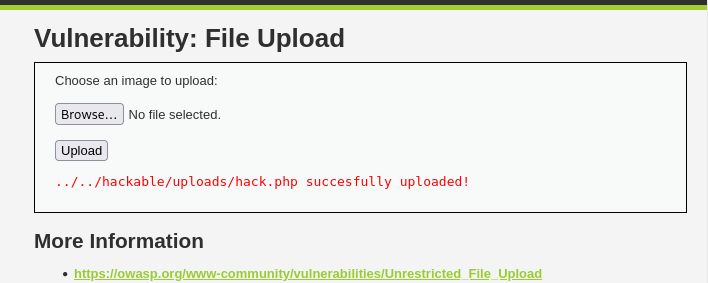 Vulnerability: File Upload
Choose an image to upload:
Browse... No file selected.
Upload
../../hackable/uploads/hack.php succesfully uploaded!
More Information
• https://owasp.org/www-community/vulnerabilities/Unrestricted_File_Upload